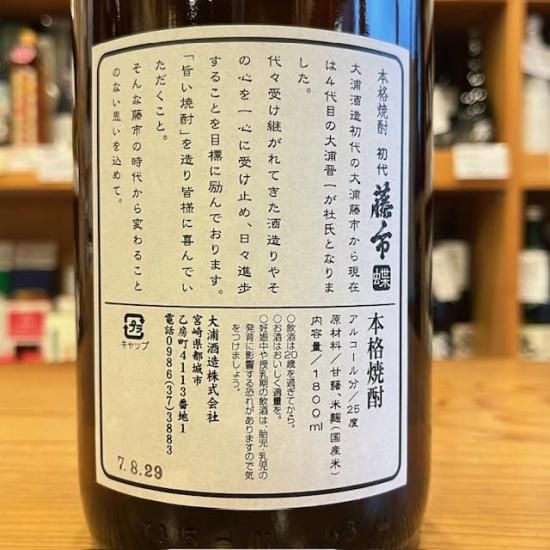 本格焼酎 初代 藤市 蝶
大浦酒造初代の大浦藤市から現在
は4代目の大浦晋一が杜氏となりま
した。
代々受け継がれてきた酒造りやそ
の心を一心に受け止め、日々進歩
することを目標に励んでおります。
「旨い焼酎」を造り皆様に喜んでい
ただくこと。
そんな藤市の時代から変わること
のない思いを込めて。
本格焼酎
アルコール分/25度
原材料/甘藷、米麹(国産米)
内容量/1800ml
○飲酒は20歳を過ぎてから。
○お酒はおいしく適量を。
○妊娠中や授乳期の飲酒は、胎児・乳児の
発育に影響する恐れがありますので気
をつけましょう。
大浦酒造株式会社
宮崎県都城市
乙房町4113番地1
電話0986(37)3883
プラ
キャップ
7.8.29